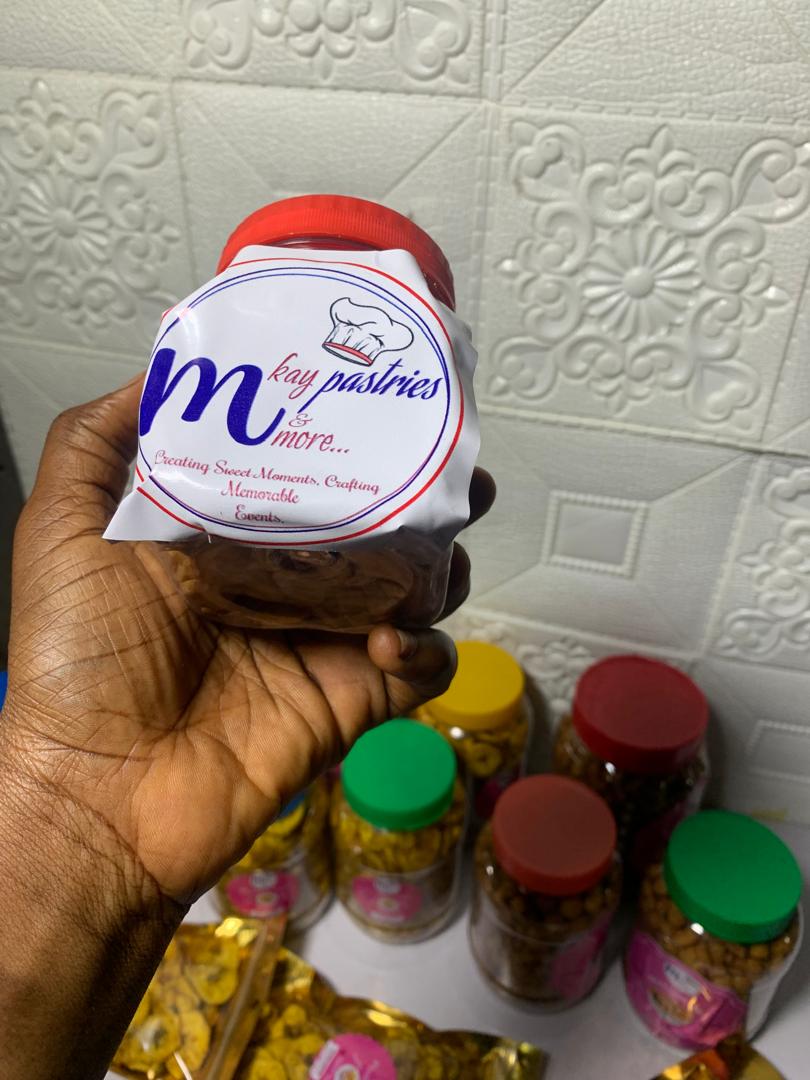 m kay pastries
&
more...
Creating Sweet Moments, Crafting
Memorable
Events.